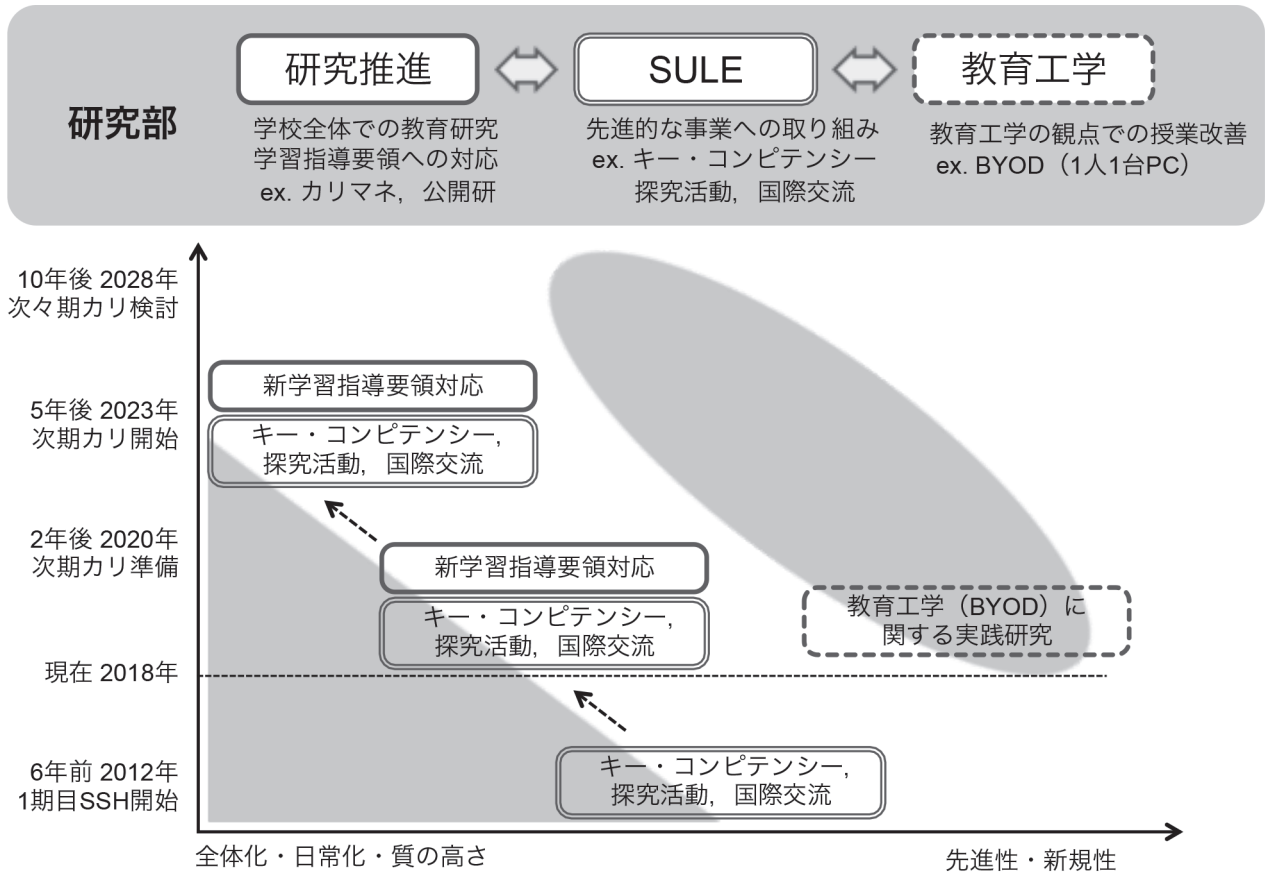 研究部
研究推進
学校全体での教育研究
学習指導要領への対応
ex. カリマネ，公開研
SULE
先進的な事業への取り組み
ex. キー・コンピテンシー
探究活動，国際交流
教育工学
教育工学の観点での授業改善
ex. BYOD（1人1台PC）
10年後 2028年
次々期カリ検討
5年後 2023年
次期カリ開始
2年後 2020年
次期カリ準備
現在 2018年
6年前 2012年
1期目SSH開始
新学習指導要領対応
キー・コンピテンシー，
探究活動，国際交流
新学習指導要領対応
キー・コンピテンシー，
探究活動，国際交流
教育工学（BYOD）に
関する実践研究
キー・コンピテンシー，
探究活動，国際交流
全体化・日常化・質の高さ
先進性・新規性